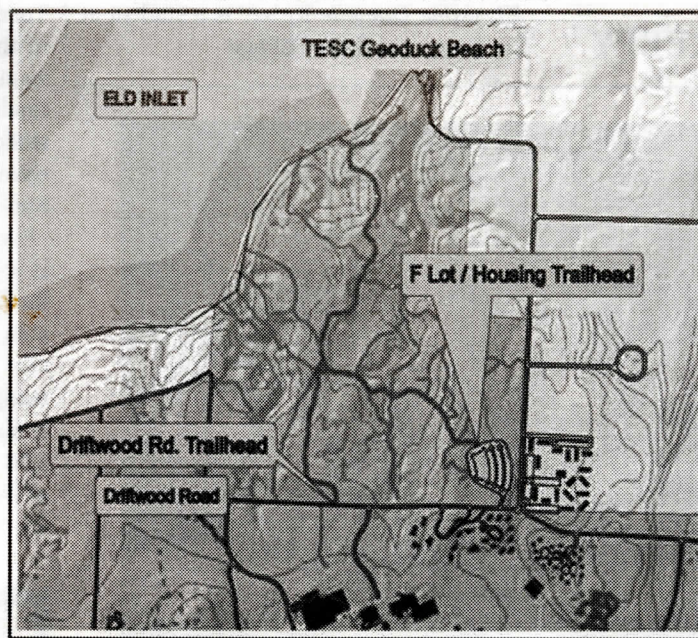 TESC Geoduck Beach
ELD INLET
F Lot / Housing Trailhead
Driftwood Rd. Trailhead
Driftwood Road